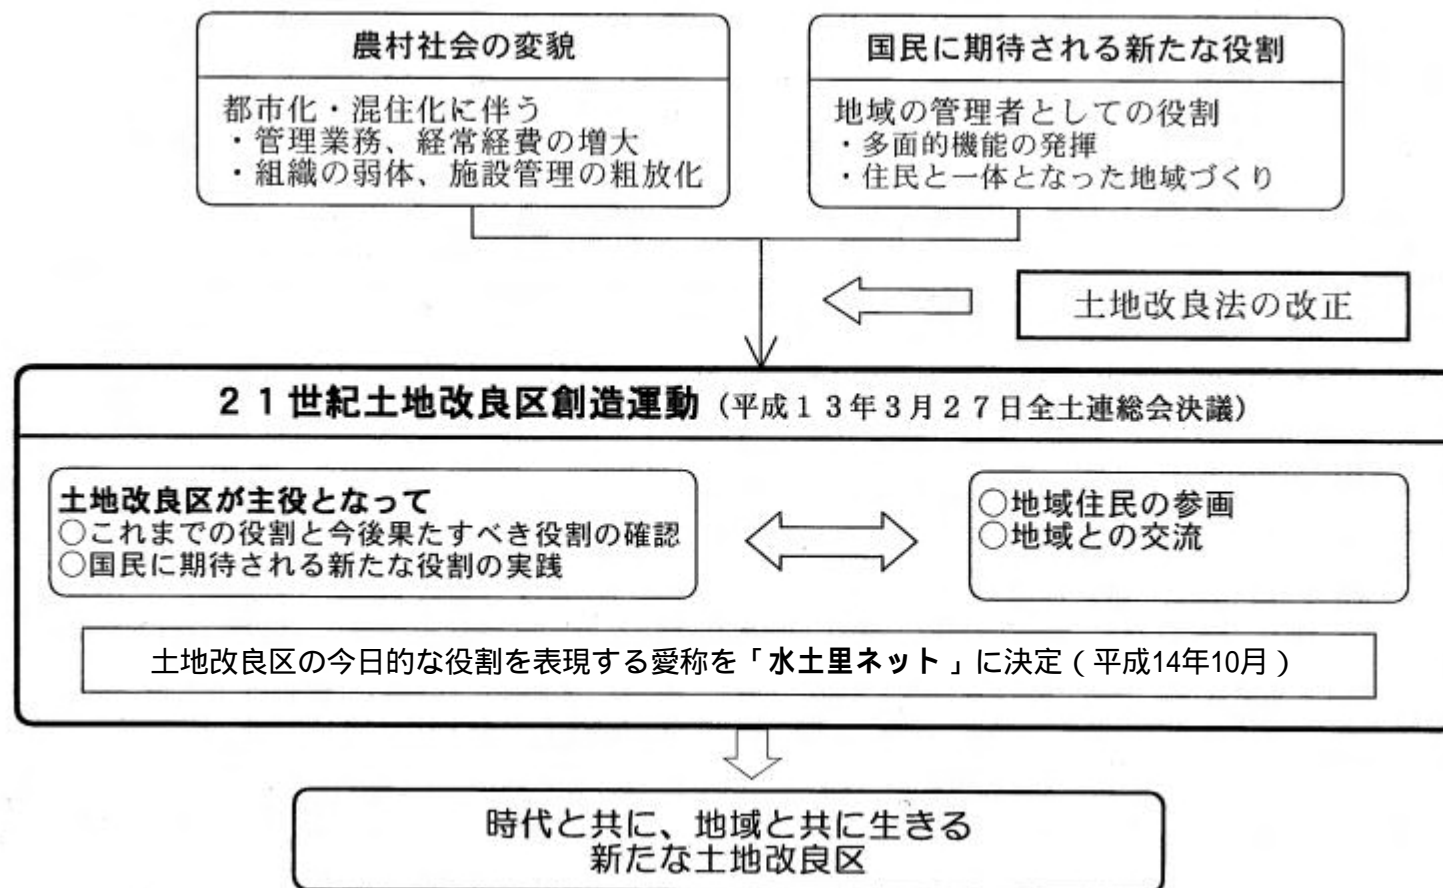 農村社会の変貌
都市化・混住化に伴う
・管理業務、経常経費の増大
・組織の弱体、施設管理の粗放化
国民に期待される新たな役割
地域の管理者としての役割
・多面的機能の発揮
・住民と一体となった地域づくり
土地改良法の改正
２１世紀土地改良区創造運動（平成１３年３月２７日全土連総会決議）
土地改良区が主役となって
○これまでの役割と今後果たすべき役割の確認
○国民に期待される新たな役割の実践
○地域住民の参画
○地域との交流
土地改良区の今日的な役割を表現する愛称を「水土里ネット」に決定（平成14年10月）
時代と共に、地域と共に生きる
新たな土地改良区